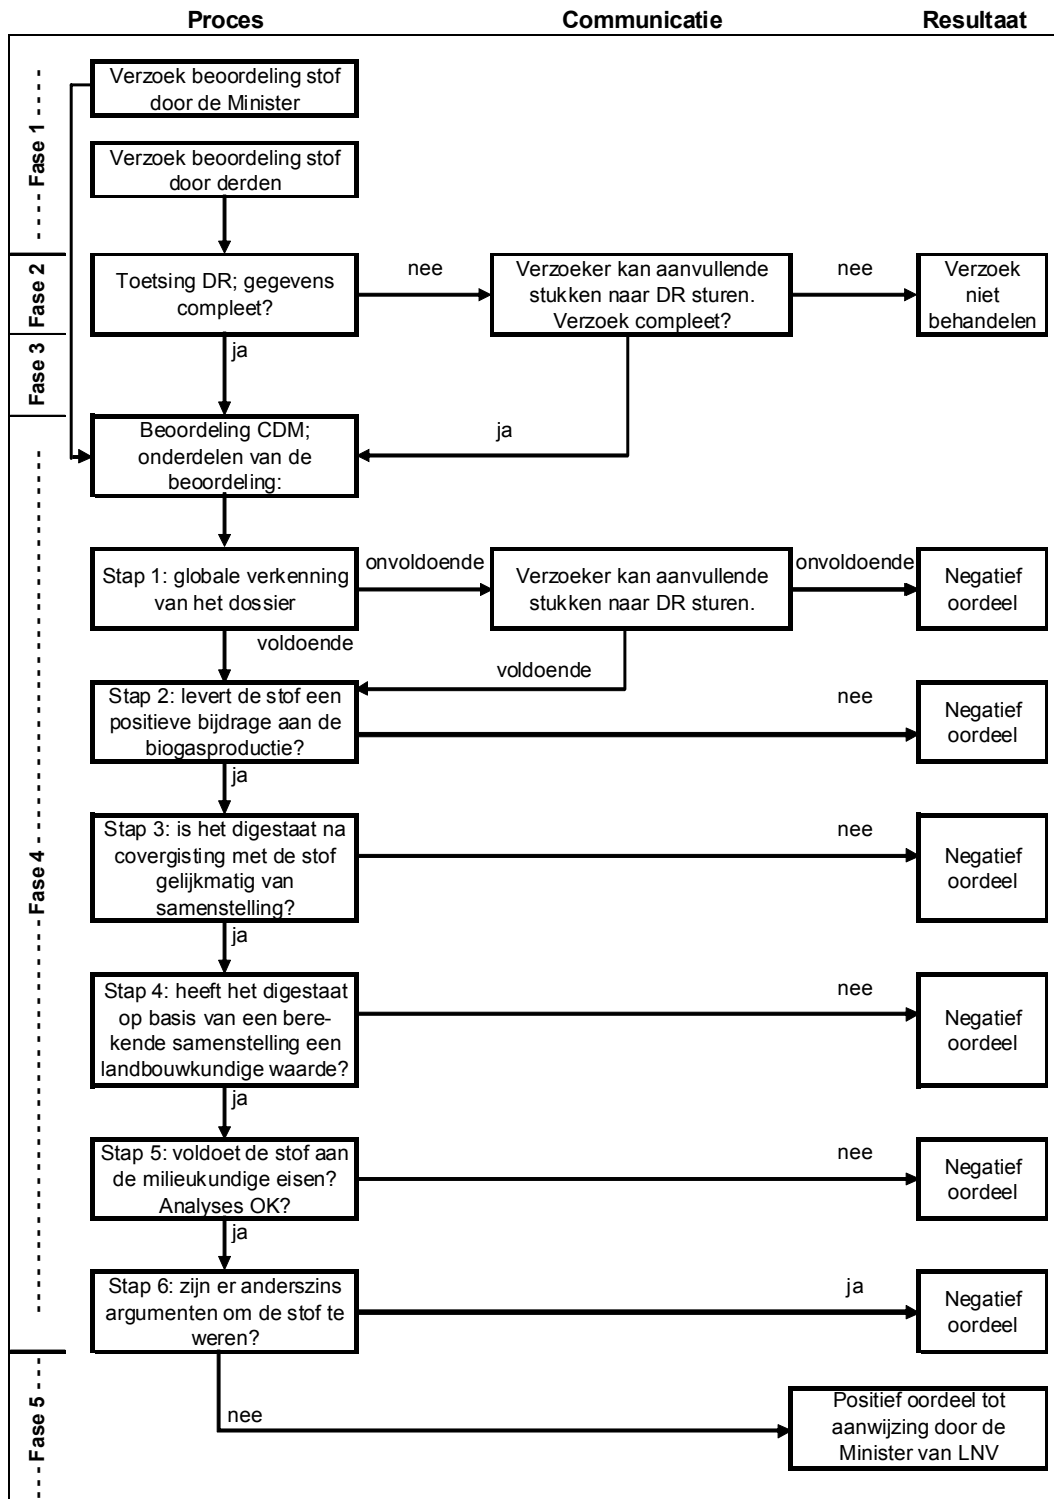 Proces
Communicatie
Resultaat
Fase 1
Verzoek beoordeling stof
door de Minister
Verzoek beoordeling stof
door derden
Fase 2
Toetsing DR; gegevens
compleet?
nee
Verzoeker kan aanvullende
stukken naar DR sturen.
Verzoek compleet?
nee
Verzoek
niet
behandelen
Fase 3
ja
ja
Fase 4
Beoordeling CDM;
onderdelen van de
beoordeling:
Stap 1: globale verkenning
van het dossier
onvoldoende
Verzoeker kan aanvullende
stukken naar DR sturen.
onvoldoende
Negatief
oordeel
voldoende
voldoende
Stap 2: levert de stof een
positieve bijdrage aan de
biogasproductie?
nee
Negatief
oordeel
ja
Stap 3: is het digestaat na
covergisting met de stof
gelijkmatig van
samenstelling?
nee
Negatief
oordeel
ja
Stap 4: heeft het digestaat
op basis van een bere-
kende samenstelling een
landbouwkundige waarde?
nee
Negatief
oordeel
ja
Stap 5: voldoet de stof aan
de milieukundige eisen?
Analyses OK?
nee
Negatief
oordeel
ja
Stap 6: zijn er anderszins
argumenten om de stof te
weren?
ja
Negatief
oordeel
Fase 5
nee
Positief oordeel tot
aanwijzing door de
Minister van LNV